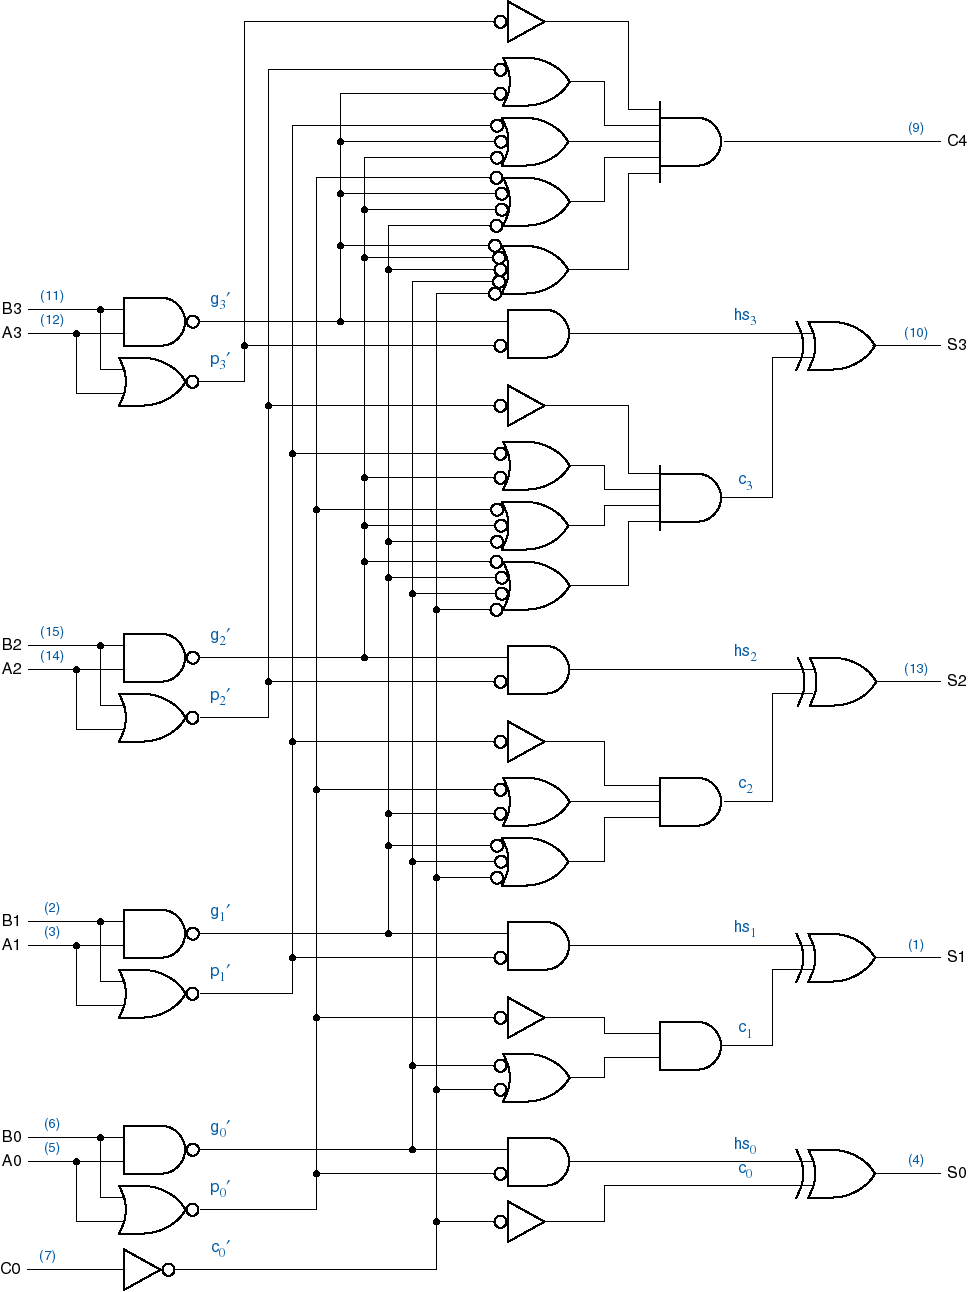 (9)
C4
(11)
B3
(12)
A3
g3′
p3′
hs3
(10)
S3
c3
(15)
B2
(14)
A2
g2′
p2′
hs2
(13)
S2
c2
(2)
B1
(3)
A1
g1′
p1′
hs1
(1)
S1
c1
(6)
B0
(5)
A0
g0′
p0′
hs0
c0
(4)
S0
(7)
C0
c0′